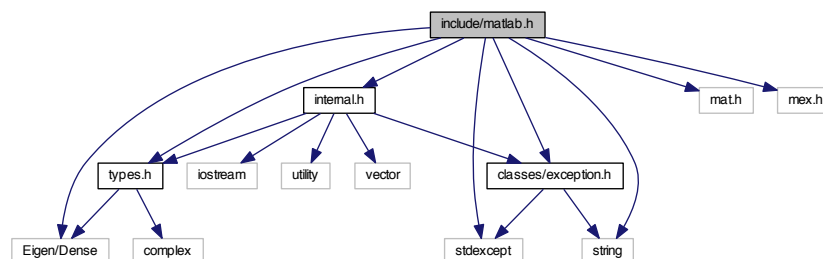 include/matlab.h
internal.h
mat.h
mex.h
types.h
iostream
utility
vector
classes/exception.h
Eigen/Dense
complex
stdexcept
string